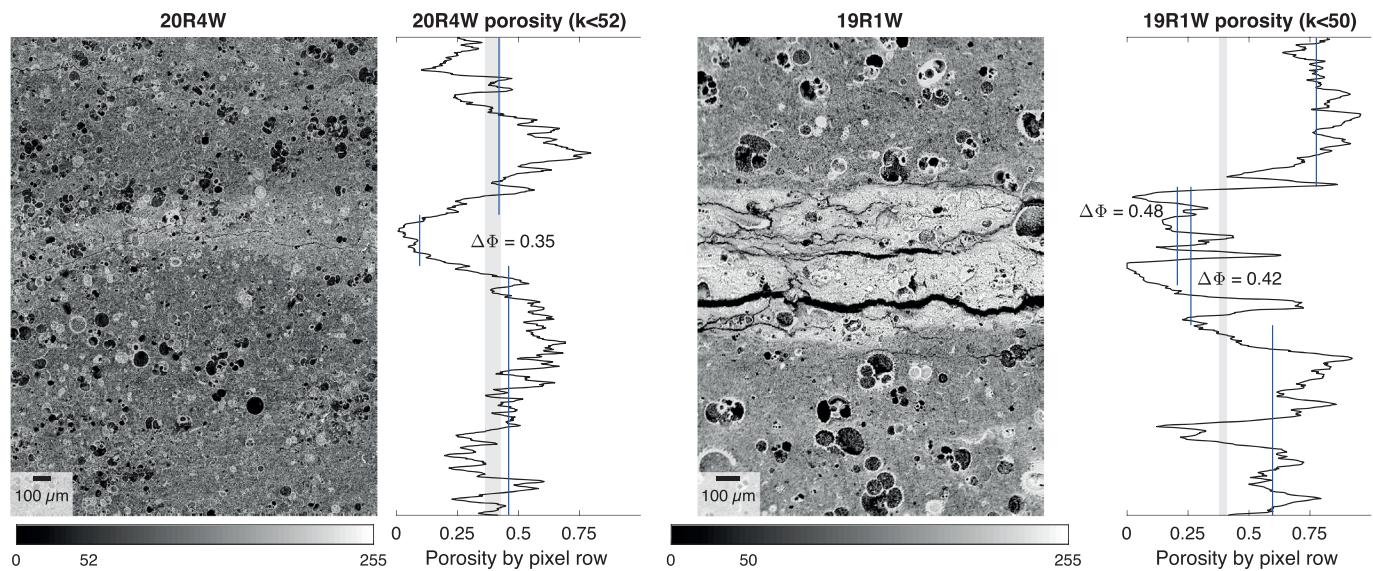 20R4W
20R4W porosity (k<52)
19R1W
19R1W porosity (k<50)
ΔΦ = 0.48
ΔΦ = 0.35
ΔΦ = 0.42
100 µm
100 µm
0 52 255
0 0.25 0.5 0.75
0 50 255
0 0.25 0.5 0.75
Porosity by pixel row
Porosity by pixel row